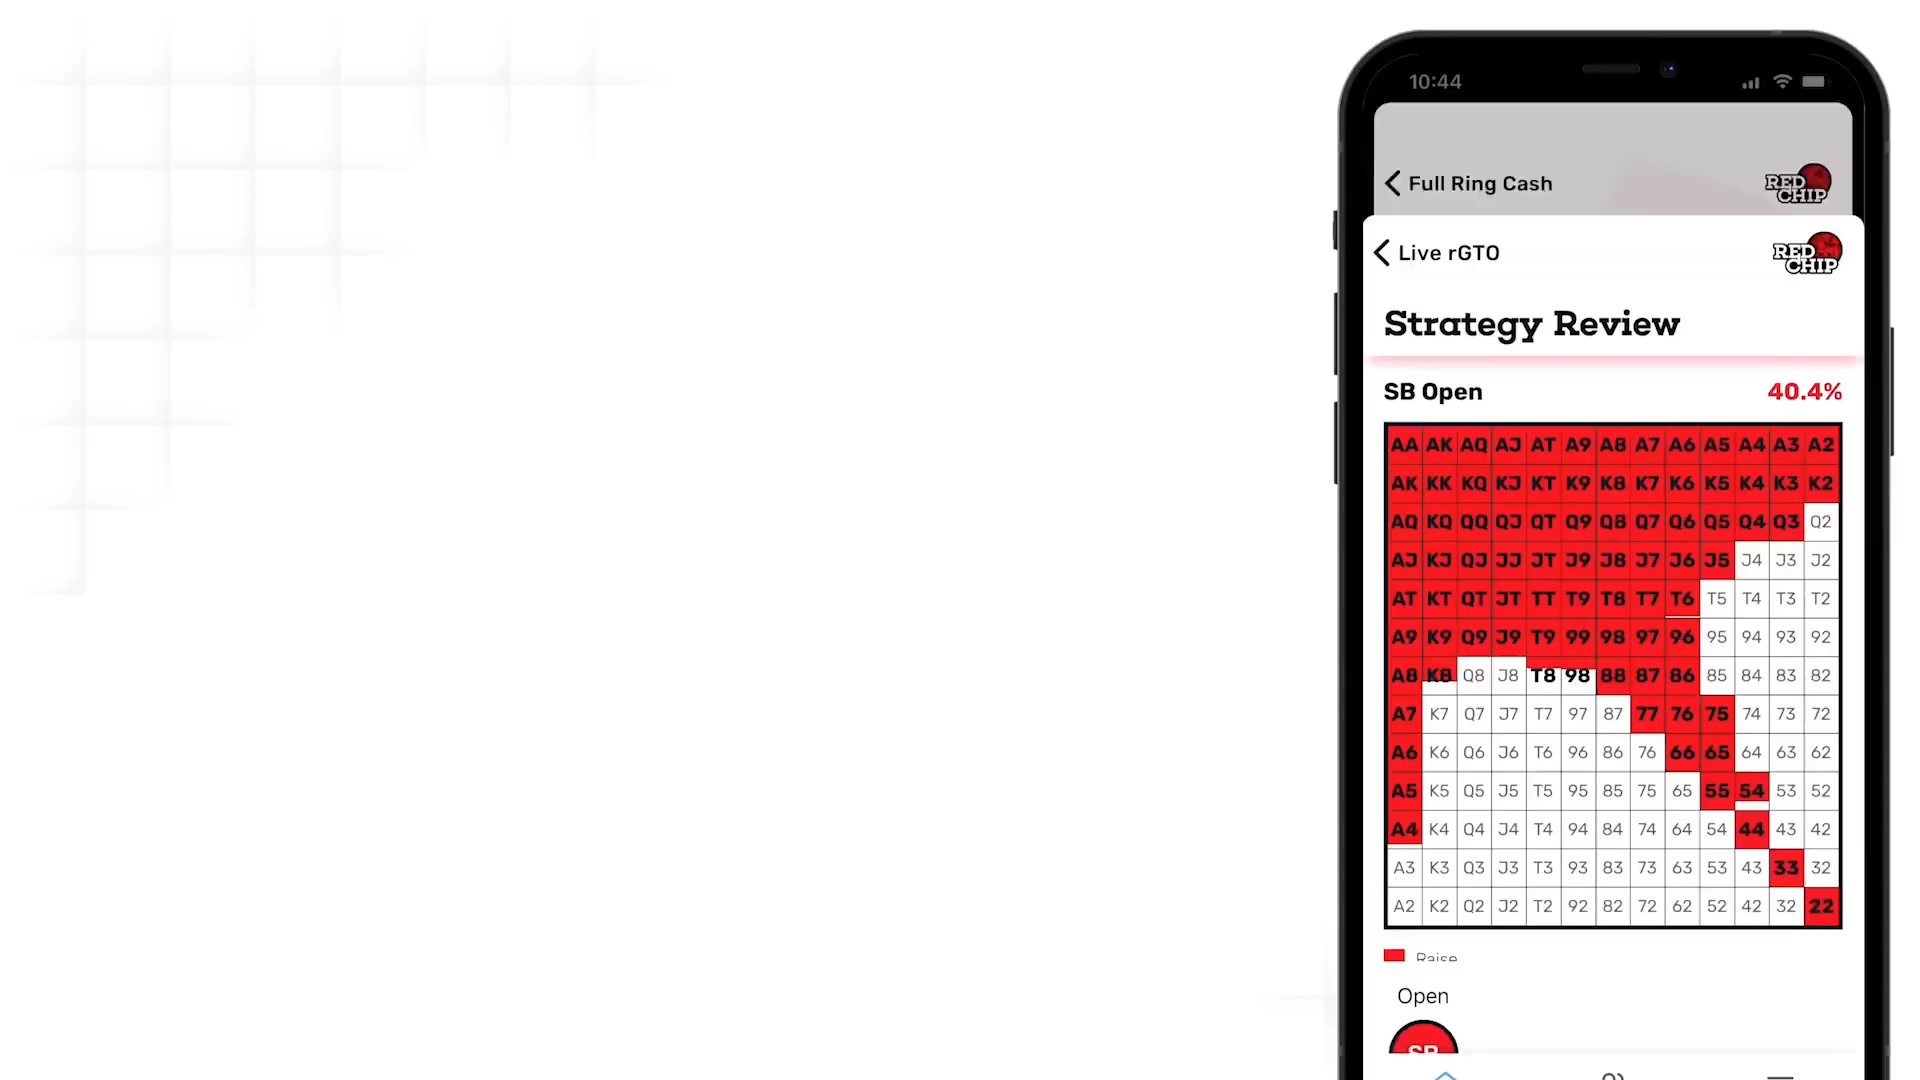 10:44
Full Ring Cash
RED CHIP
Live rGTO
RED CHIP
Strategy Review
SB Open 40.4%
AA AK AQ AJ AT A9 A8 A7 A6 A5 A4 A3 A2
AK KK KQ KJ KT K9 K8 K7 K6 K5 K4 K3 K2
AQ KQ QQ QJ QT Q9 Q8 Q7 Q6 Q5 Q4 Q3 Q2
AJ KJ QJ JJ JT J9 J8 J7 J6 J5 J4 J3 J2
AT KT QT JT TT T9 T8 T7 T6 T5 T4 T3 T2
A9 K9 Q9 J9 T9 99 98 97 96 95 94 93 92
A8 K8 Q8 J8 T8 98 88 87 86 85 84 83 82
A7 K7 Q7 J7 T7 97 87 77 76 75 74 73 72
A6 K6 Q6 J6 T6 96 86 76 66 65 64 63 62
A5 K5 Q5 J5 T5 95 85 75 65 55 54 53 52
A4 K4 Q4 J4 T4 94 84 74 64 54 44 43 42
A3 K3 Q3 J3 T3 93 83 73 63 53 43 33 32
A2 K2 Q2 J2 T2 92 82 72 62 52 42 32 22
Raise
Open
SB